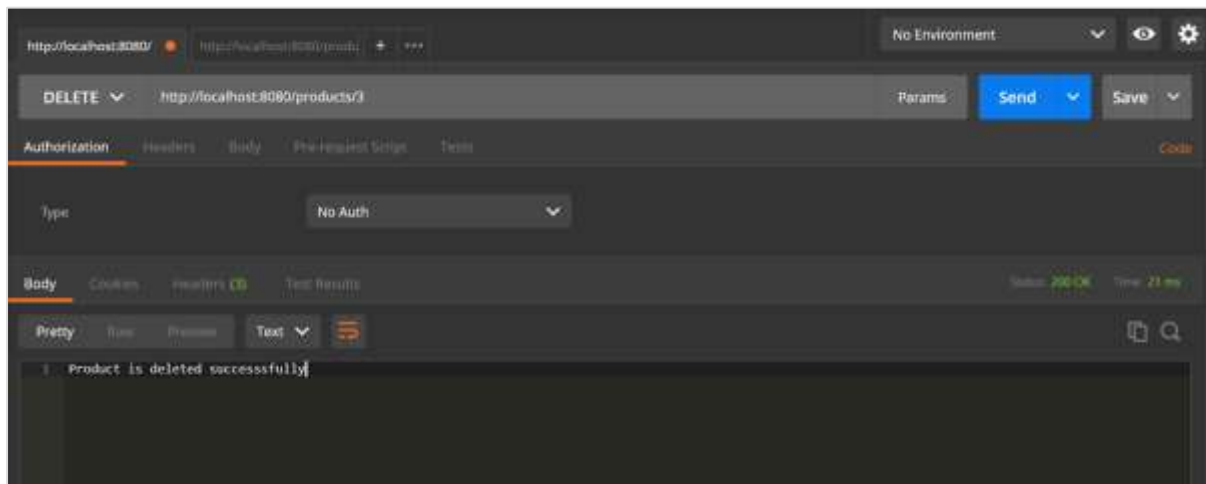 http://localhost:8080/ + ••• No Environment
DELETE http://localhost:8080/products/3 Params Send Save
Authorization Headers Body Pre-request Script Tests Code
Type No Auth
Body Cookies Headers (3) Test Results Status: 200 OK Time: 21 ms
Pretty Raw Preview Text
1 Product is deleted successsfully